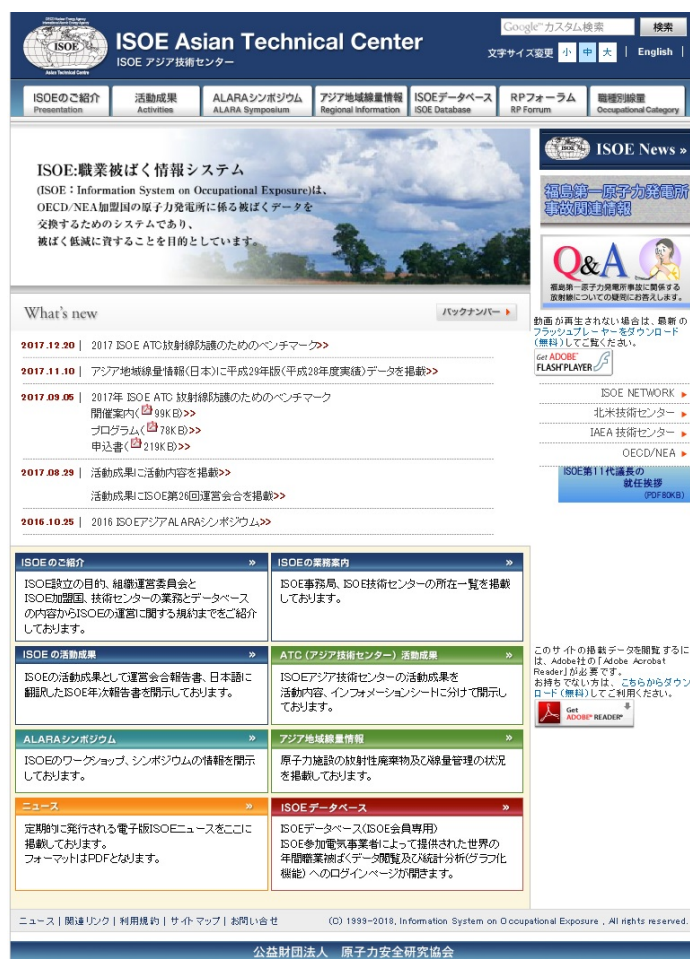 ISOE
Asian Technical Centre
ISOE Asian Technical Center
ISOE アジア技術センター
Google™ カスタム検索
検索
文字サイズ変更 小 中 大 | English |
ISOEのご紹介
Presentation
活動成果
Activities
ALARAシンポジウム
ALARA Symposium
アジア地域線量情報
Regional Information
ISOEデータベース
ISOE Database
RPフォーラム
RP Forrum
職種別線量
Occupational Category
ISOE:職業被ばく情報システム
(ISOE：Information System on Occupational Exposure)は、
OECD/NEA加盟国の原子力発電所に係る被ばくデータを
交換するためのシステムであり、
被ばく低減に資することを目的としています。
ISOE News »
福島第一原子力発電所
事故関連情報
Q&A
福島第一原子力発電所事故に関係する
放射線についての疑問にお答えします。
動画が再生されない場合は、最新の
フラッシュプレーヤーをダウンロード
(無料)してご覧ください。
Get ADOBE®
FLASH®PLAYER
ISOE NETWORK
北米技術センター
IAEA 技術センター
OECD/NEA
ISOE第11代議長の
就任挨拶
(PDF 80KB)
What's new
バックナンバー
2017.12.20 | 2017 ISOE ATC放射線防護のためのベンチマーク>>
2017.11.10 | アジア地域線量情報(日本)に平成29年版(平成28年度実績)データを掲載>>
2017.09.05 | 2017年 ISOE ATC 放射線防護のためのベンチマーク
開催案内(99KB)>>
プログラム(78KB)>>
申込書(219KB)>>
2017.08.29 | 活動成果に活動内容を掲載>>
活動成果にISOE第26回運営会合を掲載>>
2016.10.25 | 2016 ISOEアジアALARAシンポジウム>>
ISOEのご紹介 »
ISOE設立の目的、組織運営委員会と
ISOE加盟国、技術センターの業務とデータベース
の内容からISOEの運営に関する規約までをご紹介
しております。
ISOEの業務案内 »
ISOE事務局、ISOE技術センターの所在一覧を掲載
しております。
ISOE の活動成果 »
ISOEの活動成果として運営会合報告書、日本語に
翻訳したISOE年次報告書を開示しております。
ATC (アジア技術センター) 活動成果 »
ISOEアジア技術センターの活動成果を
活動内容、インフォメーションシートに分けて開示し
ております。
ALARAシンポジウム »
ISOEのワークショップ、シンポジウムの情報を開示
しております。
アジア地域線量情報 »
原子力施設の放射性廃棄物及び線量管理の状況
を掲載しております。
ニュース »
定期的に発行される電子版ISOEニュースをここに
掲載しております。
フォーマットはPDFとなります。
ISOE データベース »
ISOEデータベース(ISOE会員専用)
ISOE参加電気事業者によって提供された世界の
年間職業被ばくデータ閲覧及び統計分析(グラフ化
機能) へのログインページが開きます。
このサイトの掲載データを閲覧するに
は、Adobe社の「Adobe Acrobat
Reader」が必要です。
お持ちでない方は、こちらからダウン
ロード(無料)してご利用ください。
Get
ADOBE® READER®
ニュース | 関連リンク | 利用規約 | サイトマップ | お問い合せ
(C) 1999-2018, Information System on Occupational Exposure , All rights reserved.
公益財団法人 原子力安全研究協会